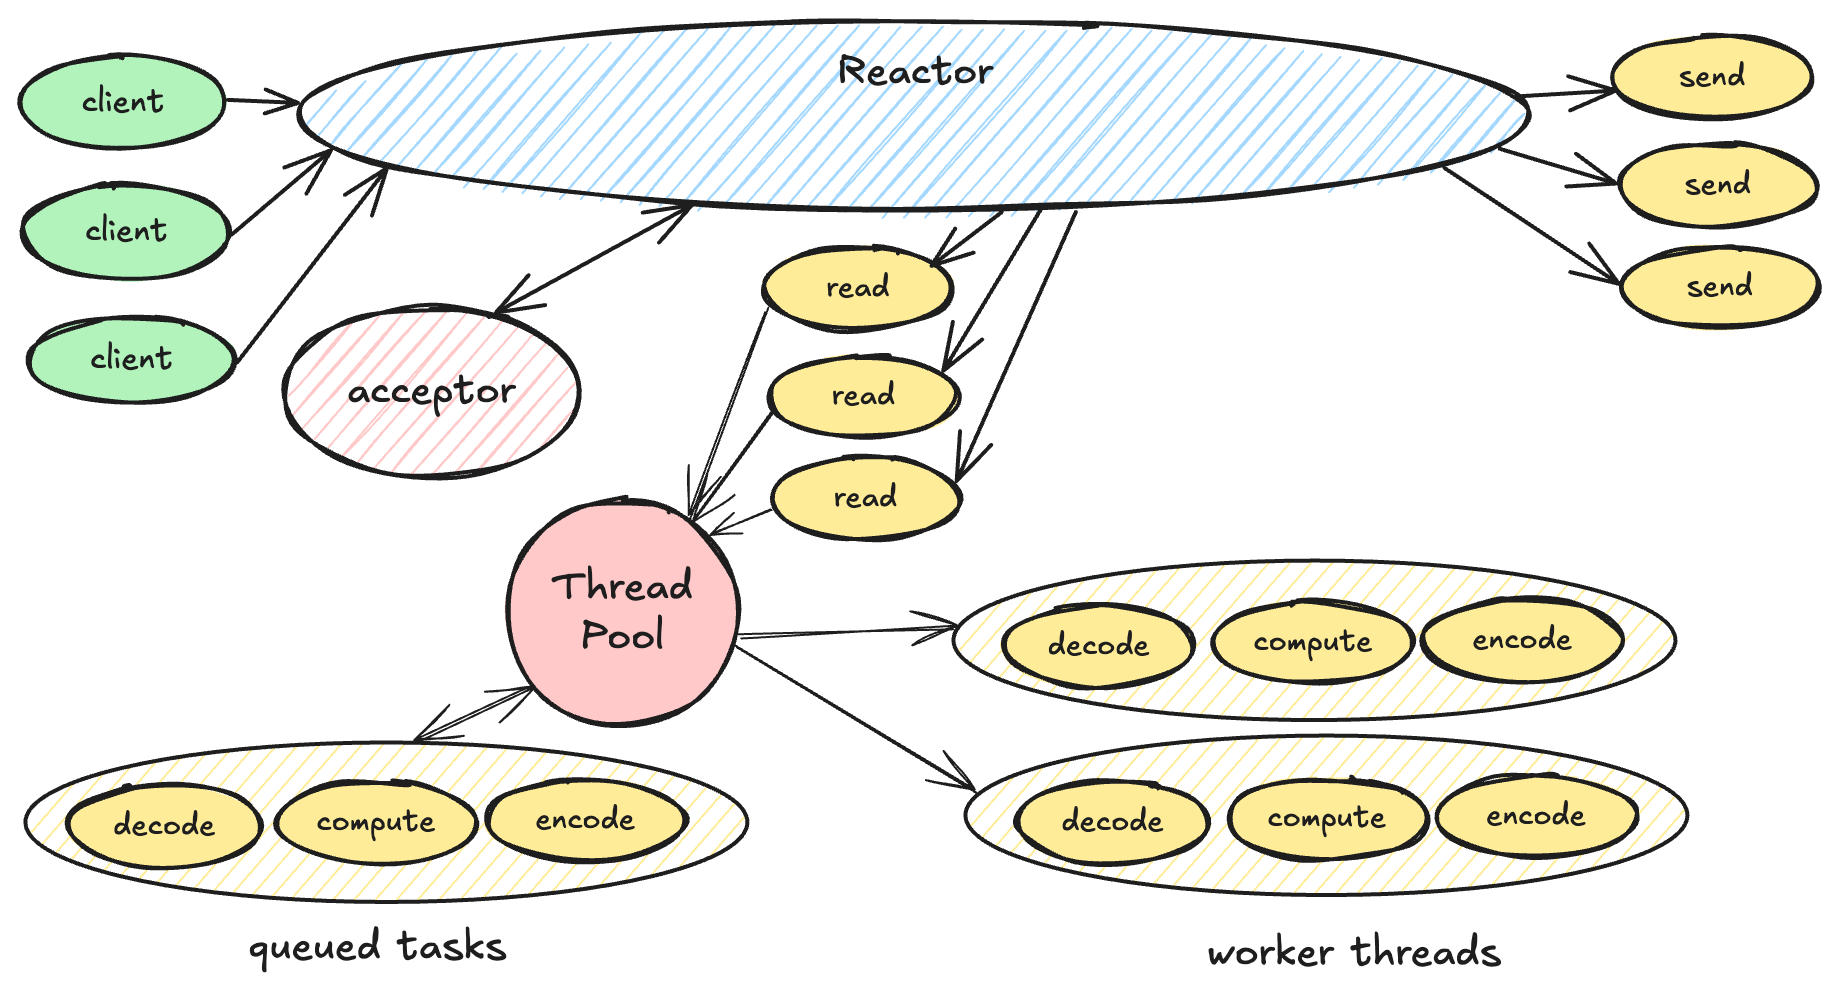 Reactor
client
client
client
send
send
send
acceptor
read
read
read
Thread
Pool
decode
compute
encode
decode
compute
encode
decode
compute
encode
queued tasks
worker threads